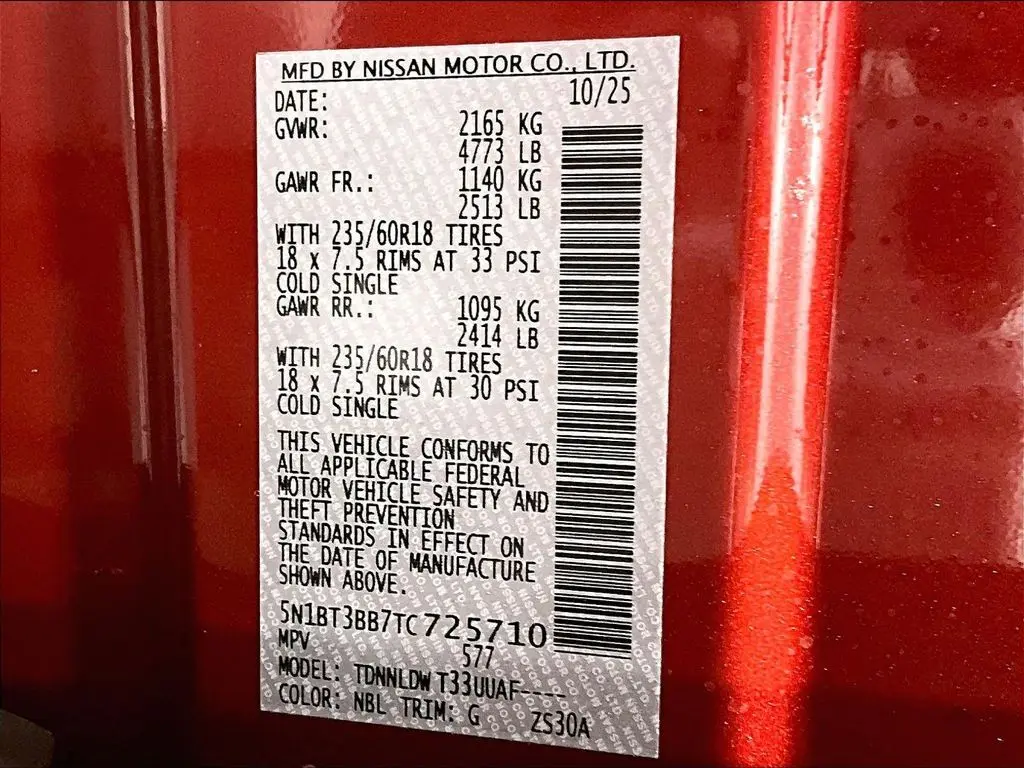 MFD BY NISSAN MOTOR CO., LTD.
DATE: 10/25
GVWR: 2165 KG
4773 LB
GAWR FR.: 1140 KG
2513 LB
WITH 235/60R18 TIRES
18 x 7.5 RIMS AT 33 PSI
COLD SINGLE
GAWR RR.: 1095 KG
2414 LB
WITH 235/60R18 TIRES
18 x 7.5 RIMS AT 30 PSI
COLD SINGLE
THIS VEHICLE CONFORMS TO
ALL APPLICABLE FEDERAL
MOTOR VEHICLE SAFETY AND
THEFT PREVENTION
STANDARDS IN EFFECT ON
THE DATE OF MANUFACTURE
SHOWN ABOVE.
5N1BT3BB7TC725710
MPV 577
MODEL: TDNNLDW T33UUAF----
COLOR: NBL TRIM: G ZS30A